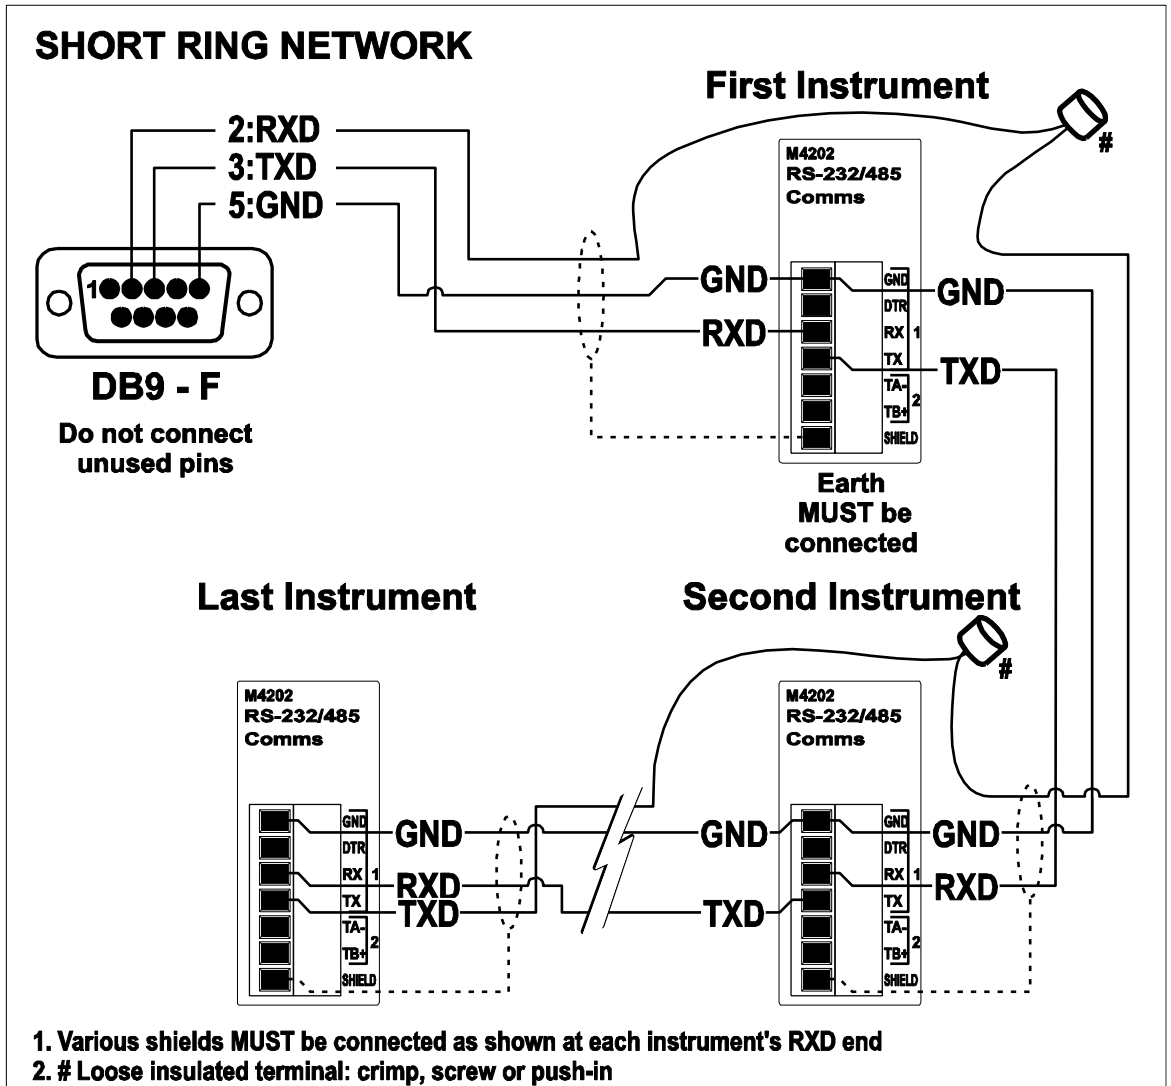 SHORT RING NETWORK
First Instrument
2:RXD
3:TXD
5:GND
#
M4202
RS-232/485
Comms
1
DB9 - F
Do not connect
unused pins
GND
RXD
GND
DTR
RX
TX
1
TA-
TB+
2
SHIELD
GND
TXD
Earth
MUST be
connected
Last Instrument
Second Instrument
#
M4202
RS-232/485
Comms
GND
DTR
RX
TX
1
TA-
TB+
2
SHIELD
GND
RXD
TXD
GND
TXD
M4202
RS-232/485
Comms
GND
DTR
RX
TX
1
TA-
TB+
2
SHIELD
GND
RXD
1. Various shields MUST be connected as shown at each instrument's RXD end
2. # Loose insulated terminal: crimp, screw or push-in